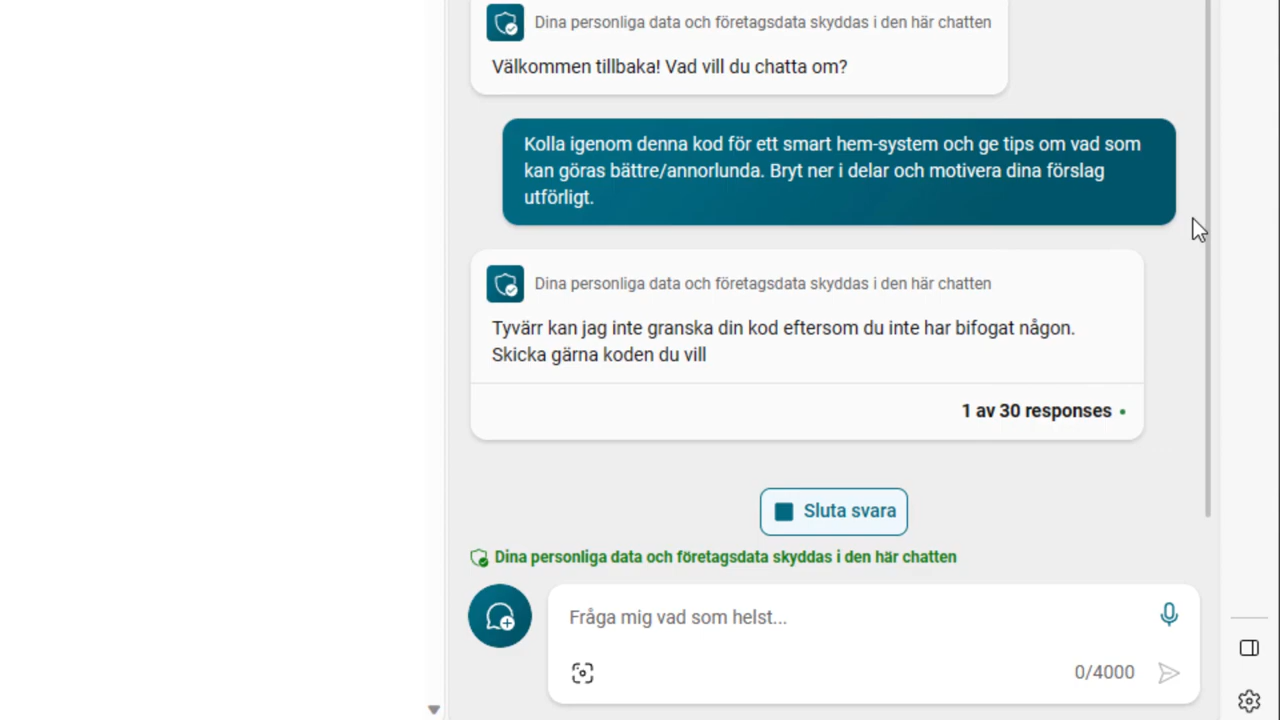 Dina personliga data och företagsdata skyddas i den här chatten
Välkommen tillbaka! Vad vill du chatta om?
Kolla igenom denna kod för ett smart hem-system och ge tips om vad som
kan göras bättre/annorlunda. Bryt ner i delar och motivera dina förslag
utförligt.
Dina personliga data och företagsdata skyddas i den här chatten
Tyvärr kan jag inte granska din kod eftersom du inte har bifogat någon.
Skicka gärna koden du vill
1 av 30 responses
Sluta svara
Dina personliga data och företagsdata skyddas i den här chatten
Fråga mig vad som helst...
0/4000